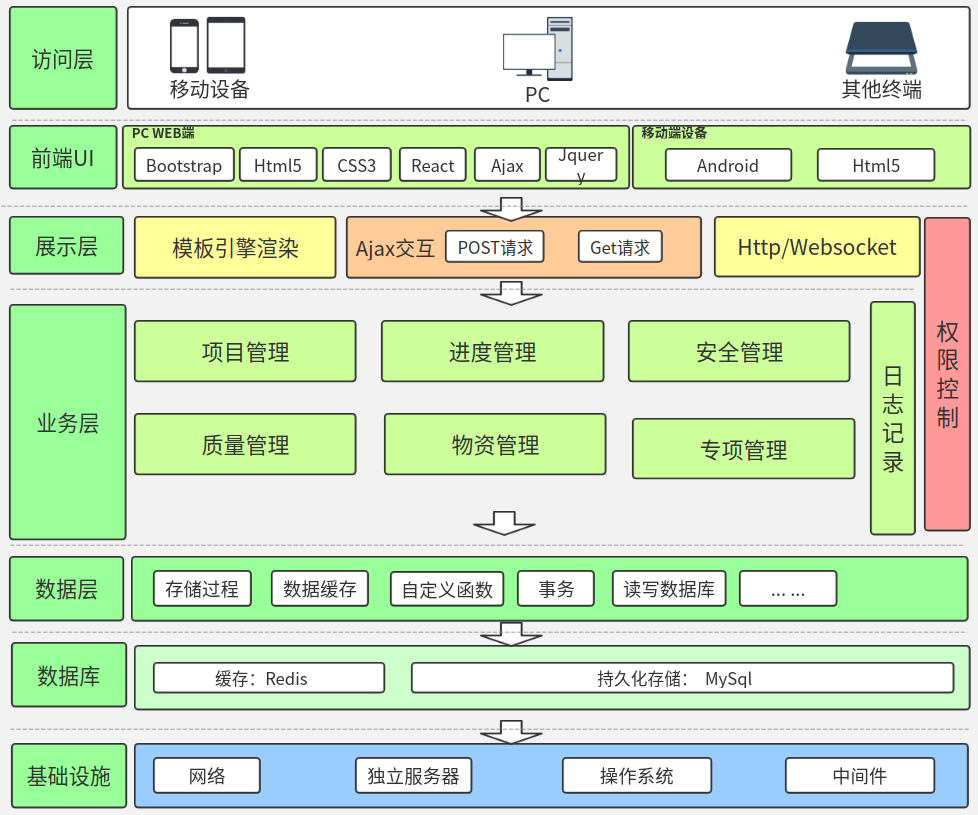 访问层
移动设备
PC
其他终端
前端UI
PC WEB端
Bootstrap
Html5
CSS3
React
Ajax
Jquer
y
移动端设备
Android
Html5
展示层
模板引擎渲染
Ajax交互
POST请求
Get请求
Http/Websocket
权
限
控
制
业务层
项目管理
进度管理
安全管理
质量管理
物资管理
专项管理
日
志
记
录
数据层
存储过程
数据缓存
自定义函数
事务
读写数据库
... ...
数据库
缓存：Redis
持久化存储： MySql
基础设施
网络
独立服务器
操作系统
中间件